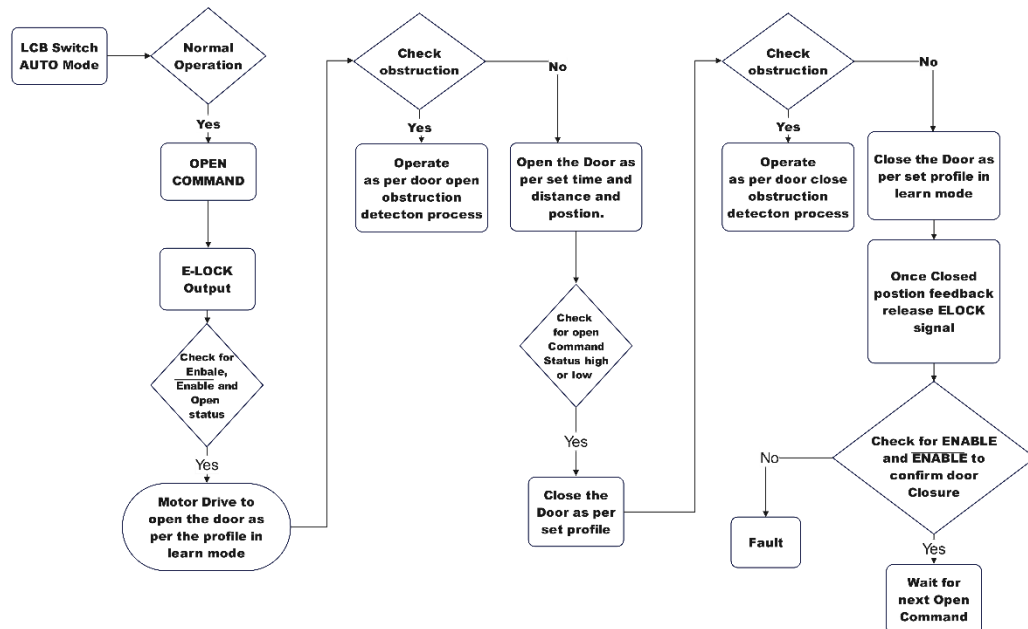 LCB Switch
AUTO Mode
Normal
Operation
Yes
OPEN
COMMAND
E-LOCK
Output
Check for
Enbale,
Enable and
Open
status
Yes
Motor Drive to
open the door as
per the profile in
learn mode
Check
obstruction
No
Yes
Operate
as per door open
obstruction
detecton process
Open the Door as
per set time and
distance and
postion.
Check
for open
Command
Status high
or low
Yes
Close the
Door as per
set profile
Check
obstruction
No
Yes
Operate
as per door close
obstruction
detecton process
Close the Door as
per set profile in
learn mode
Once Closed
postion feedback
release ELOCK
signal
Check for ENABLE
and ENABLE to
confirm door
Closure
No
Fault
Yes
Wait for
next Open
Command